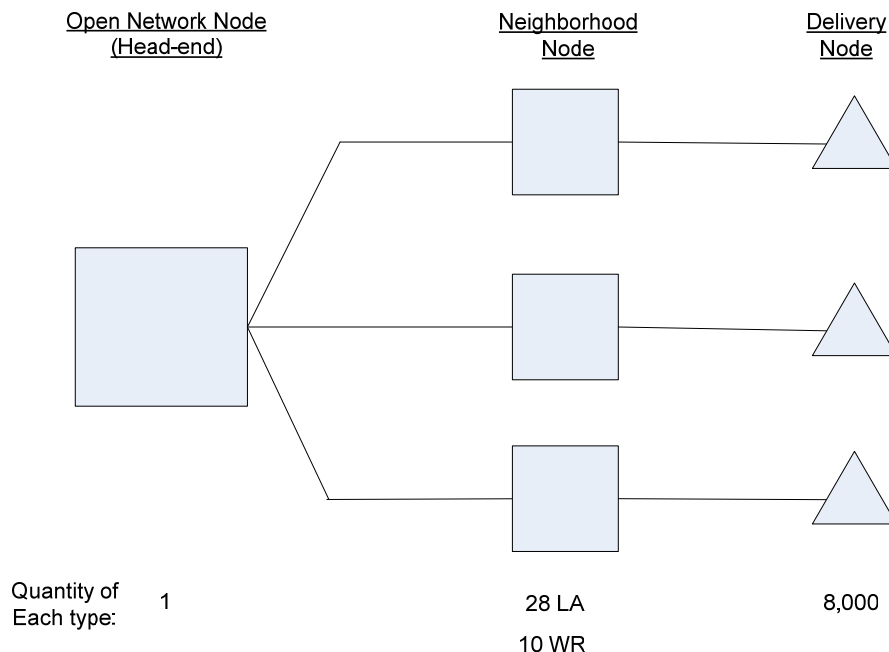 Open Network Node
(Head-end)
Neighborhood
Node
Delivery
Node
Quantity of
Each type:
1
28 LA
10 WR
8,000